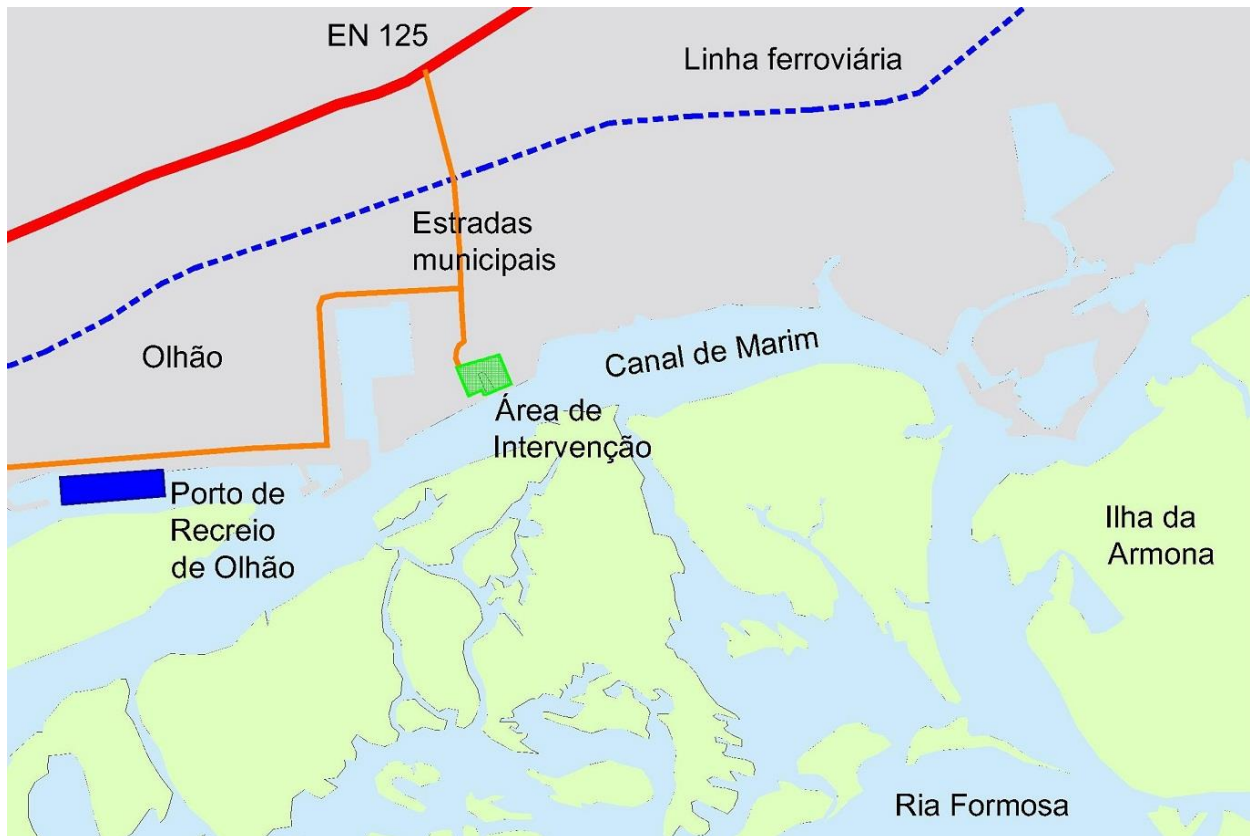 EN 125
Linha ferroviária
Estradas
municipais
Olhão
Canal de Marim
Área de
Intervenção
Porto de
Recreio
de Olhão
Ilha da
Armona
Ria Formosa